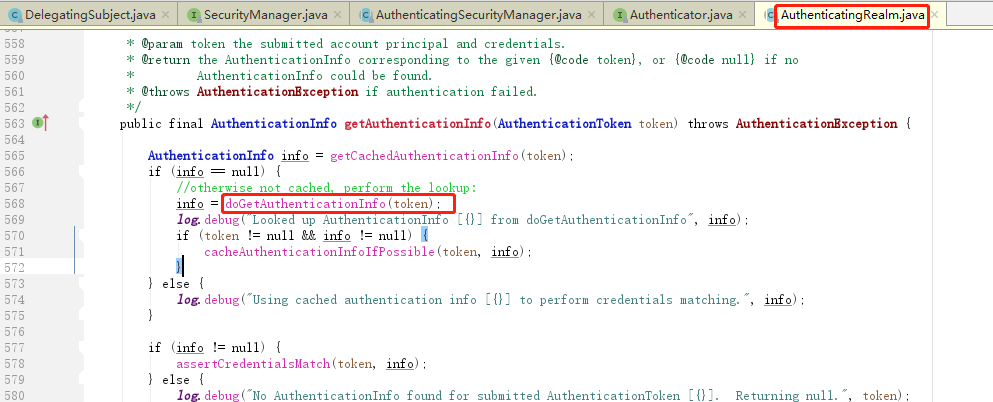 DelegatingSubject.java SecurityManager.java AuthenticatingSecurityManager.java Authenticator.java AuthenticatingRealm.java
558 * @param token the submitted account principal and credentials.
559 * @return the AuthenticationInfo corresponding to the given {@code token}, or {@code null} if no
560 * AuthenticationInfo could be found.
561 * @throws AuthenticationException if authentication failed.
562 */
563 public final AuthenticationInfo getAuthenticationInfo(AuthenticationToken token) throws AuthenticationException {
564
565 AuthenticationInfo info = getCachedAuthenticationInfo(token);
566 if (info == null) {
567 //otherwise not cached, perform the lookup:
568 info = doGetAuthenticationInfo(token);
569 log.debug("Looked up AuthenticationInfo [{}] from doGetAuthenticationInfo", info);
570 if (token != null && info != null) {
571 cacheAuthenticationInfoIfPossible(token, info);
572 }
573 } else {
574 log.debug("Using cached authentication info [{}] to perform credentials matching.", info);
575 }
576
577 if (info != null) {
578 assertCredentialsMatch(token, info);
579 } else {
580 log.debug("No AuthenticationInfo found for submitted AuthenticationToken [{}].  Returning null.", token);